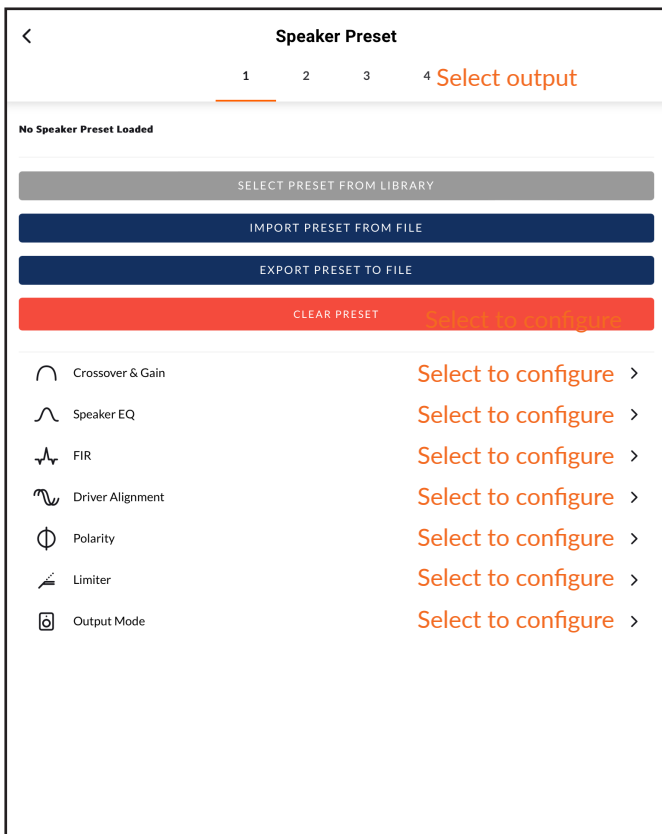 Speaker Preset
1 2 3 4 Select output
No Speaker Preset Loaded
SELECT PRESET FROM LIBRARY
IMPORT PRESET FROM FILE
EXPORT PRESET TO FILE
CLEAR PRESET Select to configure
Crossover & Gain Select to configure
Speaker EQ Select to configure
FIR Select to configure
Driver Alignment Select to configure
Polarity Select to configure
Limiter Select to configure
Output Mode Select to configure